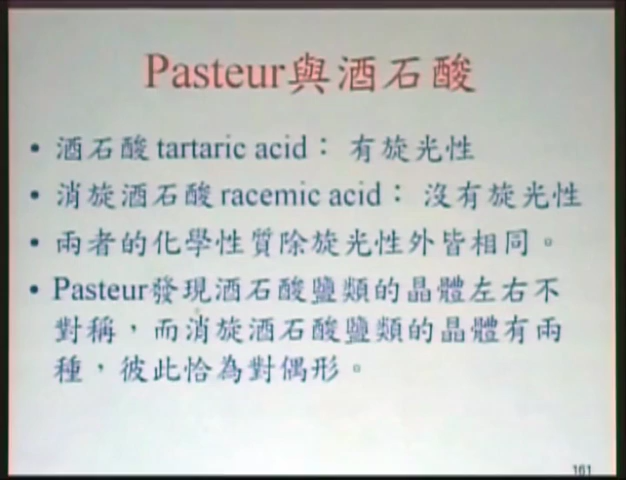 Pasteur與酒石酸
• 酒石酸 tartaric acid： 有旋光性
• 消旋酒石酸 racemic acid： 沒有旋光性
• 兩者的化學性質除旋光性外皆相同。
• Pasteur發現酒石酸鹽類的晶體左右不
對稱，而消旋酒石酸鹽類的晶體有兩
種，彼此恰為對偶形。
161